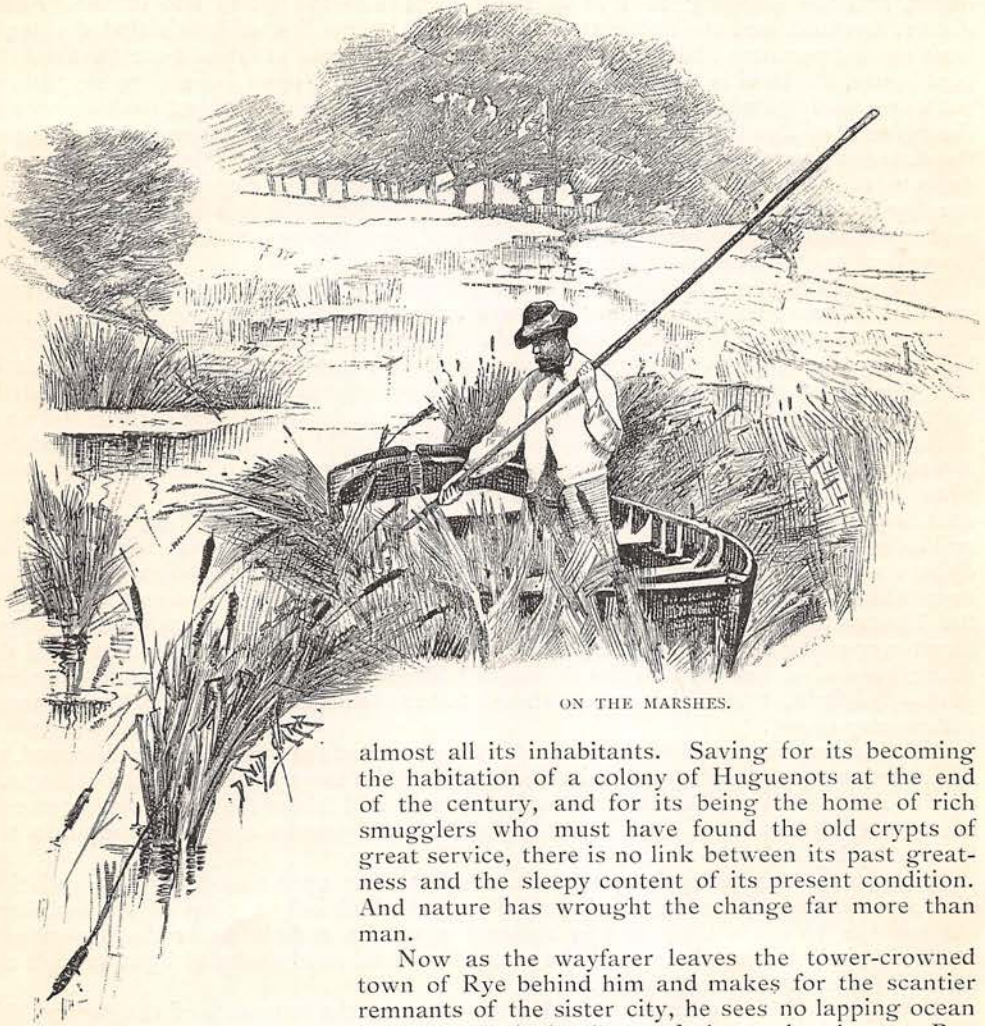 ON THE MARSHES.
almost all its inhabitants. Saving for its becoming
the habitation of a colony of Huguenots at the end
of the century, and for its being the home of rich
smugglers who must have found the old crypts of
great service, there is no link between its past great-
ness and the sleepy content of its present condition.
And nature has wrought the change far more than
man.
Now as the wayfarer leaves the tower-crowned
town of Rye behind him and makes for the scantier
remnants of the sister city, he sees no lapping ocean